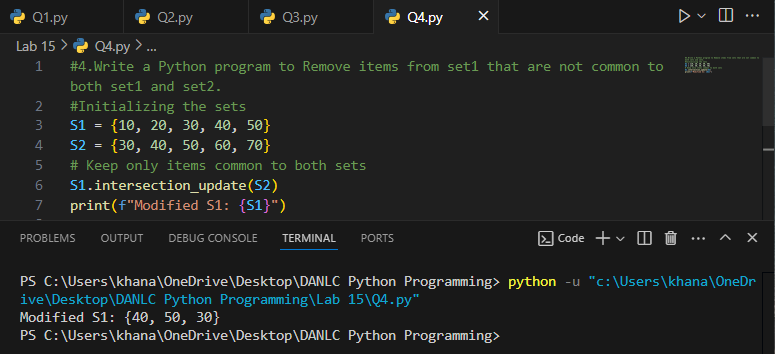 Q1.py Q2.py Q3.py Q4.py
Lab 15 > Q4.py > ...
1 #4.Write a Python program to Remove items from set1 that are not common to
both set1 and set2.
2 #Initializing the sets
3 S1 = {10, 20, 30, 40, 50}
4 S2 = {30, 40, 50, 60, 70}
5 # Keep only items common to both sets
6 S1.intersection_update(S2)
7 print(f"Modified S1: {S1}")
PROBLEMS OUTPUT DEBUG CONSOLE TERMINAL PORTS Code
PS C:\Users\khana\OneDrive\Desktop\DANLC Python Programming> python -u "c:\Users\khana\OneDr
ive\Desktop\DANLC Python Programming\Lab 15\Q4.py"
Modified S1: {40, 50, 30}
PS C:\Users\khana\OneDrive\Desktop\DANLC Python Programming>